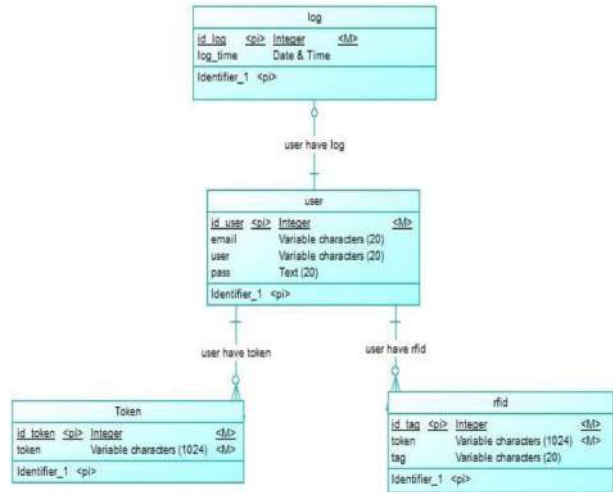 log
id_log <pi> Integer <M>
log_time Date & Time
Identifier_1 <pi>
user have log
user
id_user <pi> Integer <M>
email Variable characters (20)
user Variable characters (20)
pass Text (20)
Identifier_1 <pi>
user have token
user have rfid
Token
id_token <pi> Integer <M>
token Variable characters (1024) <M>
Identifier_1 <pi>
rfid
id_tag <pi> Integer <M>
token Variable characters (1024) <M>
tag Variable characters (20)
Identifier_1 <pi>